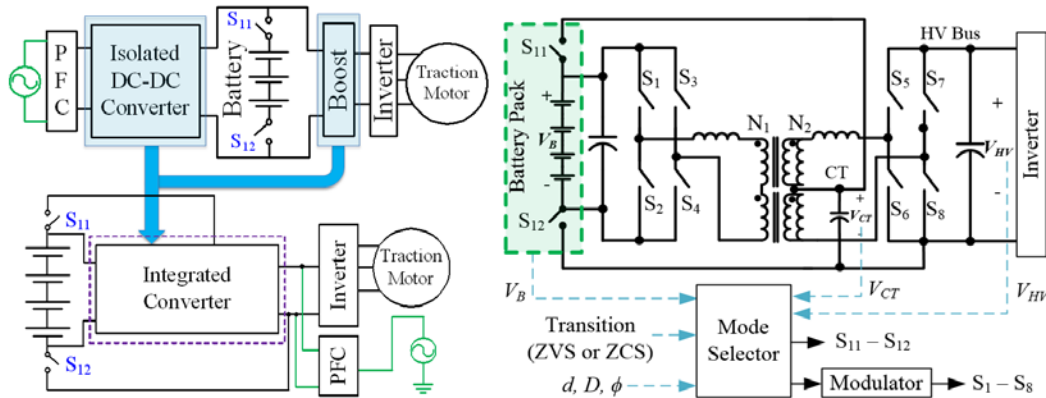 S11
PFC
Isolated
DC-DC
Converter
Battery
S12
Boost
Inverter
Traction
Motor
S11
Integrated
Converter
S12
Inverter
Traction
Motor
PFC
HV Bus
S11
S1
S3
N1
N2
S5
S7
Battery Pack
+
VB
-
CT
+
VHV
-
Inverter
S12
S2
S4
+
VCT
S6
S8
VB
VCT
VHV
Transition
(ZVS or ZCS)
d, D, ϕ
Mode
Selector
S11 – S12
Modulator
S1 – S8